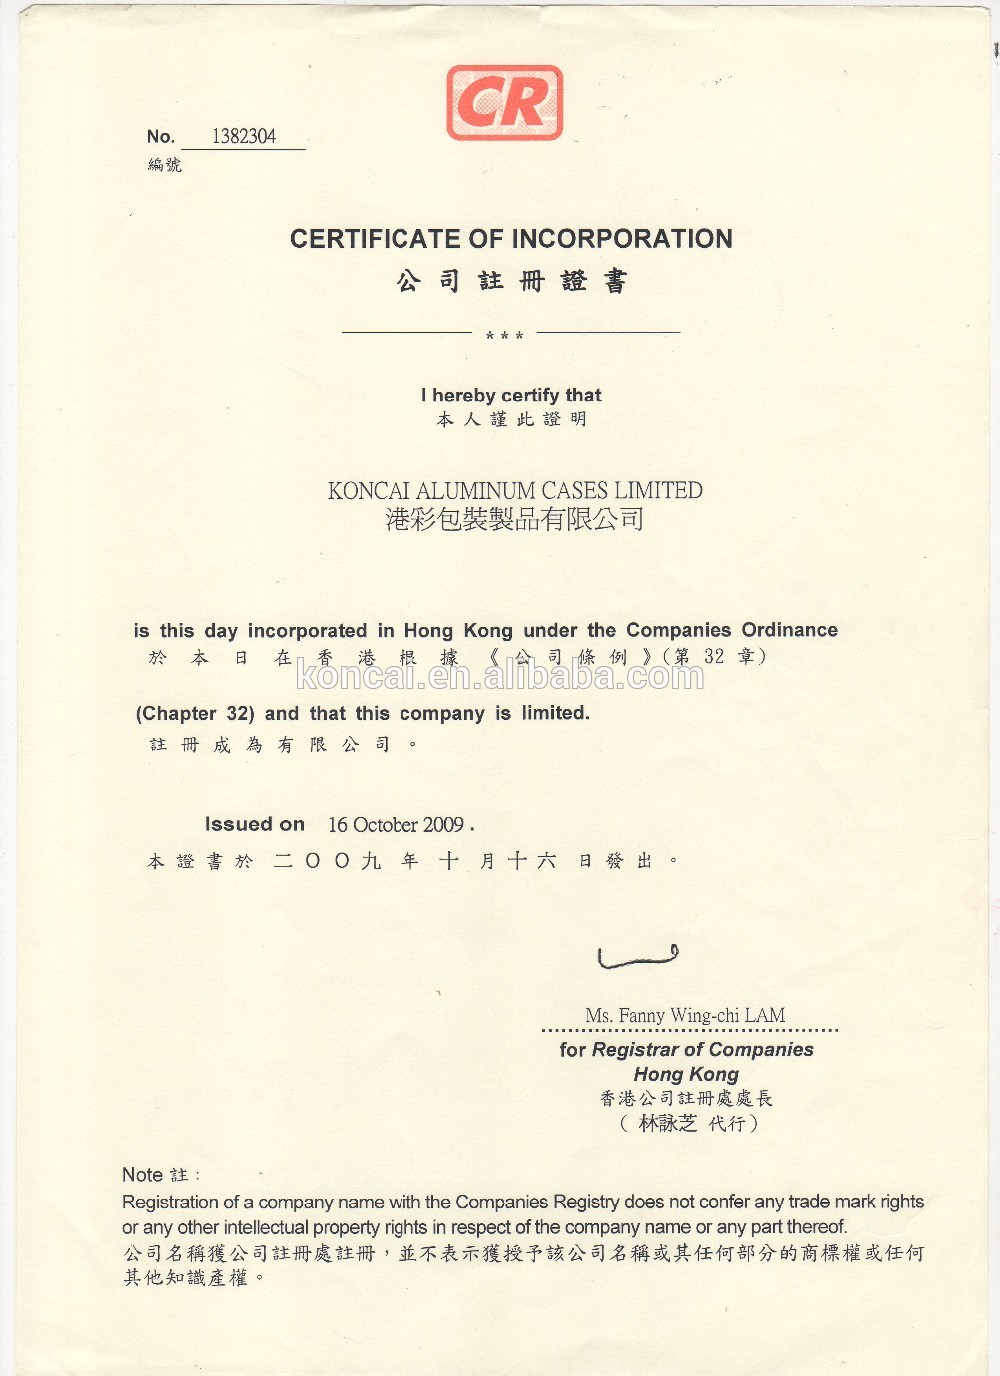 CR
No. 1382304
編號
CERTIFICATE OF INCORPORATION
公司註冊證書
* * *
I hereby certify that
本人謹此證明
KONCAI ALUMINUM CASES LIMITED
港彩包裝製品有限公司
is this day incorporated in Hong Kong under the Companies Ordinance
於本日在香港根據《公司條例》(第 32 章)
koncai.en.alibaba.com
(Chapter 32) and that this company is limited.
註冊成為有限公司。
Issued on 16 October 2009 .
本證書於二〇〇九年十月十六日發出。
Ms. Fanny Wing-chi LAM
for Registrar of Companies
Hong Kong
香港公司註冊處處長
( 林詠芝 代行 )
Note 註 :
Registration of a company name with the Companies Registry does not confer any trade mark rights
or any other intellectual property rights in respect of the company name or any part thereof.
公司名稱獲公司註冊處註冊，並不表示獲授予該公司名稱或其任何部分的商標權或任何
其他知識產權。